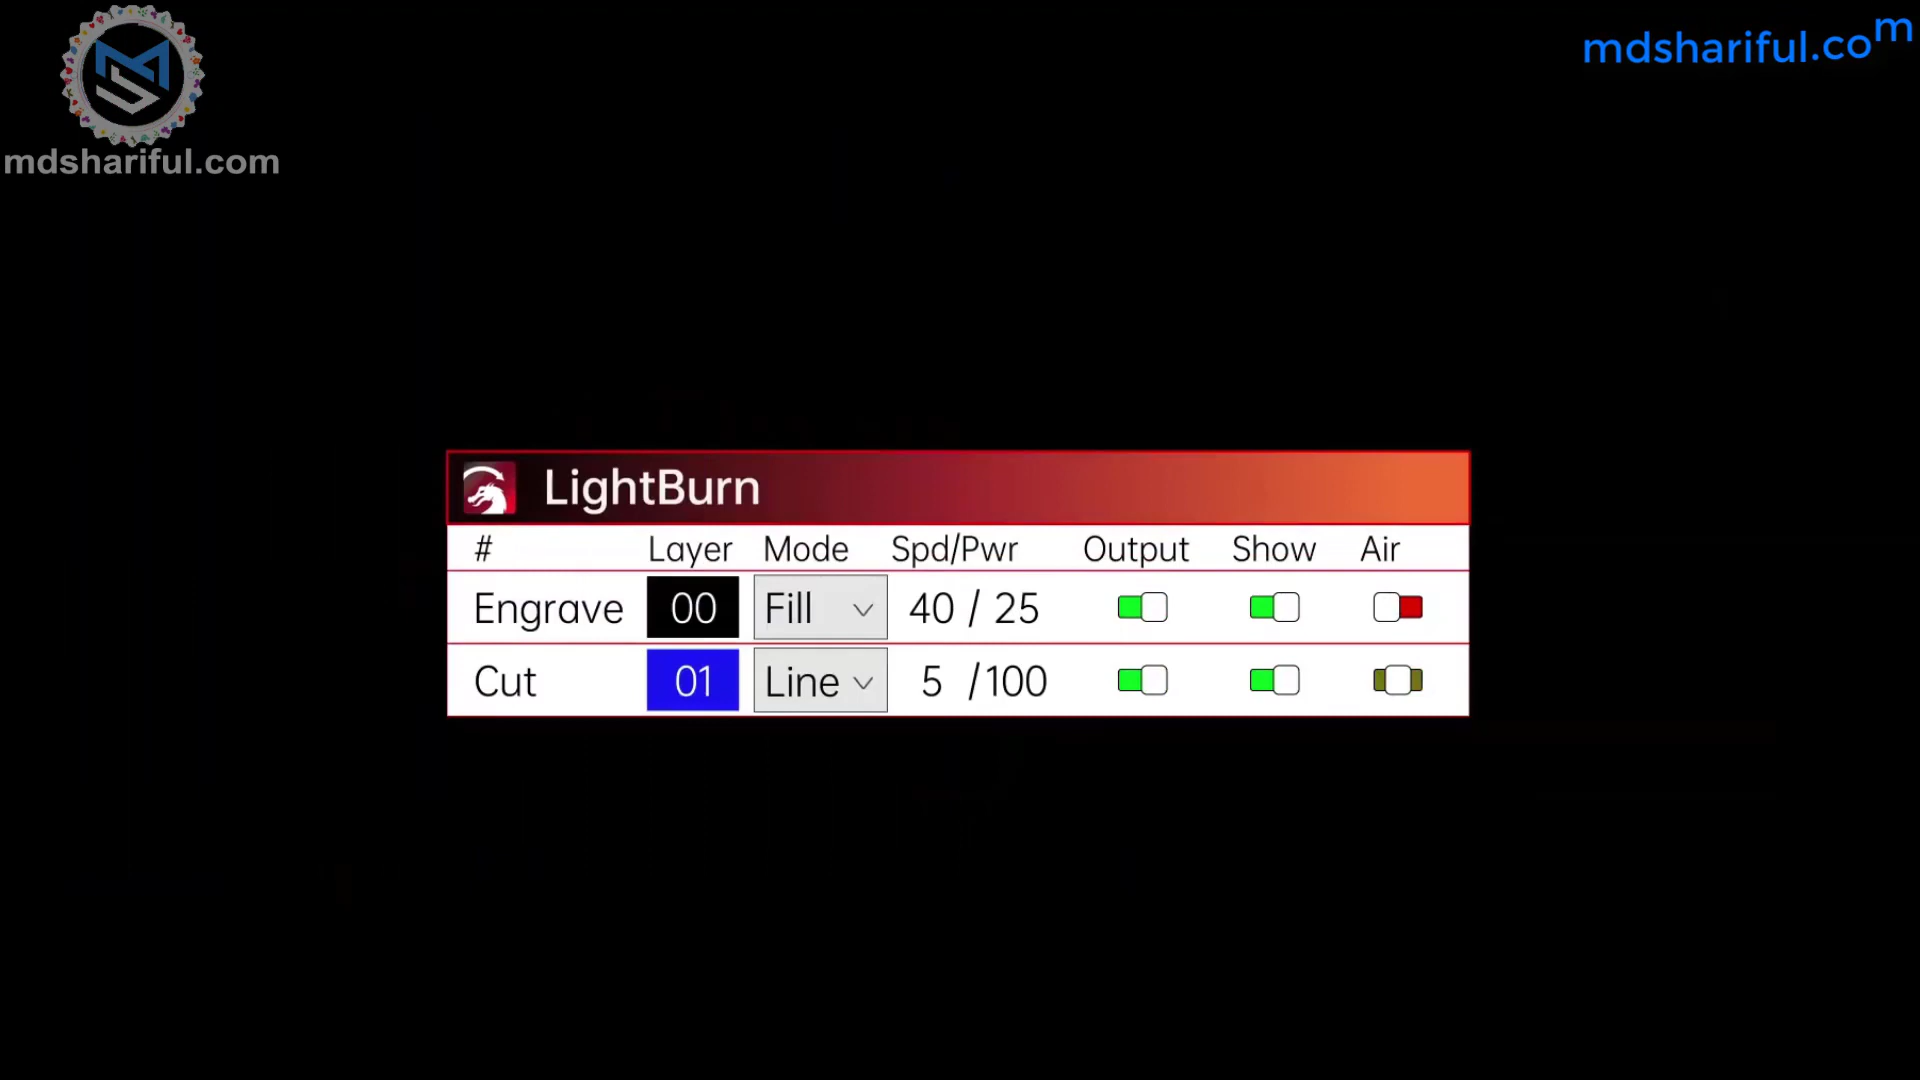 mdshariful.com
mdshariful.com
LightBurn
# Layer Mode Spd/Pwr Output Show Air
Engrave 00 Fill 40 / 25
Cut 01 Line 5 /100